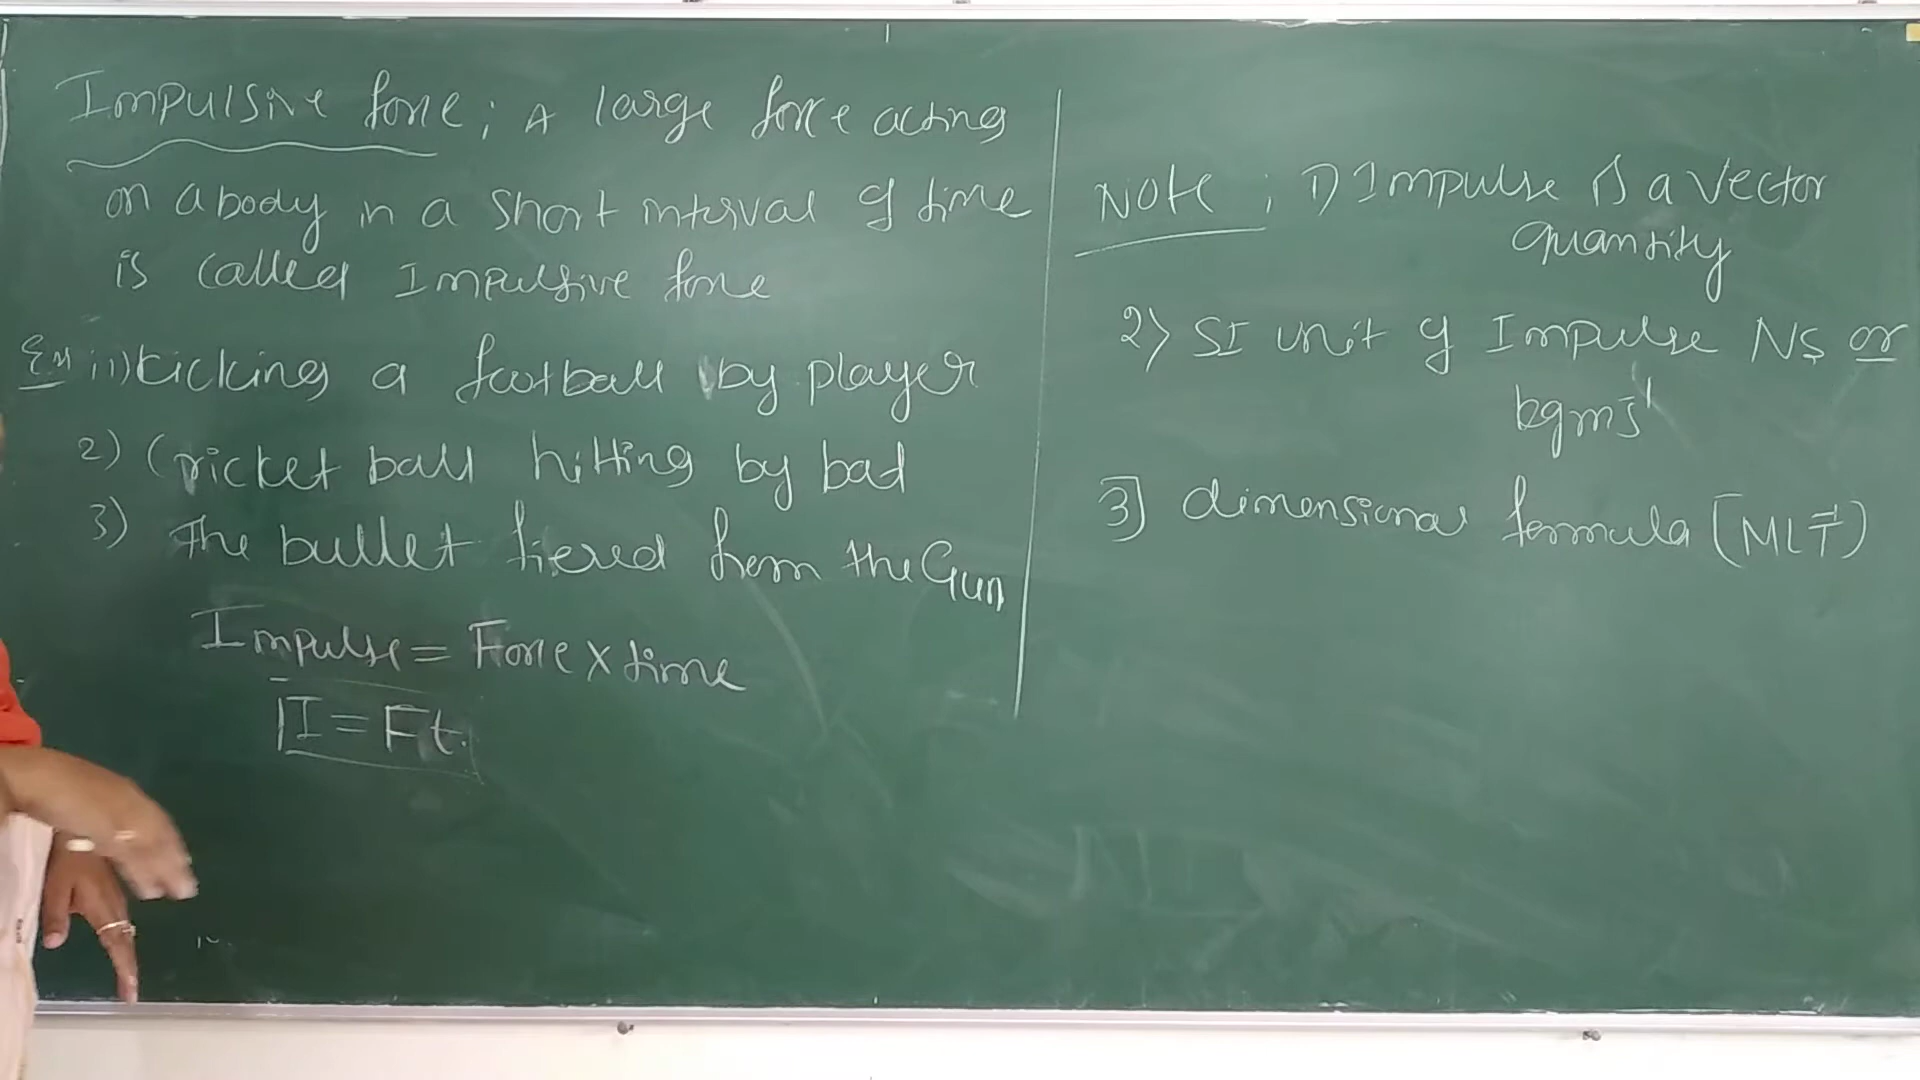 Impulsive force; A large force acting
on a body in a short interval of time
is called Impulsive force
Ex: 1) kicking a football by player
2) Cricket ball hitting by bad
3) The bullet fiered from the Gun
Impulse = Force x time
I = Ft.
Note; 1) Impulse is a vector
quantity
2) SI unit of Impulse NS or
kgms⁻¹
3] dimensional formula [MLT⁻¹)